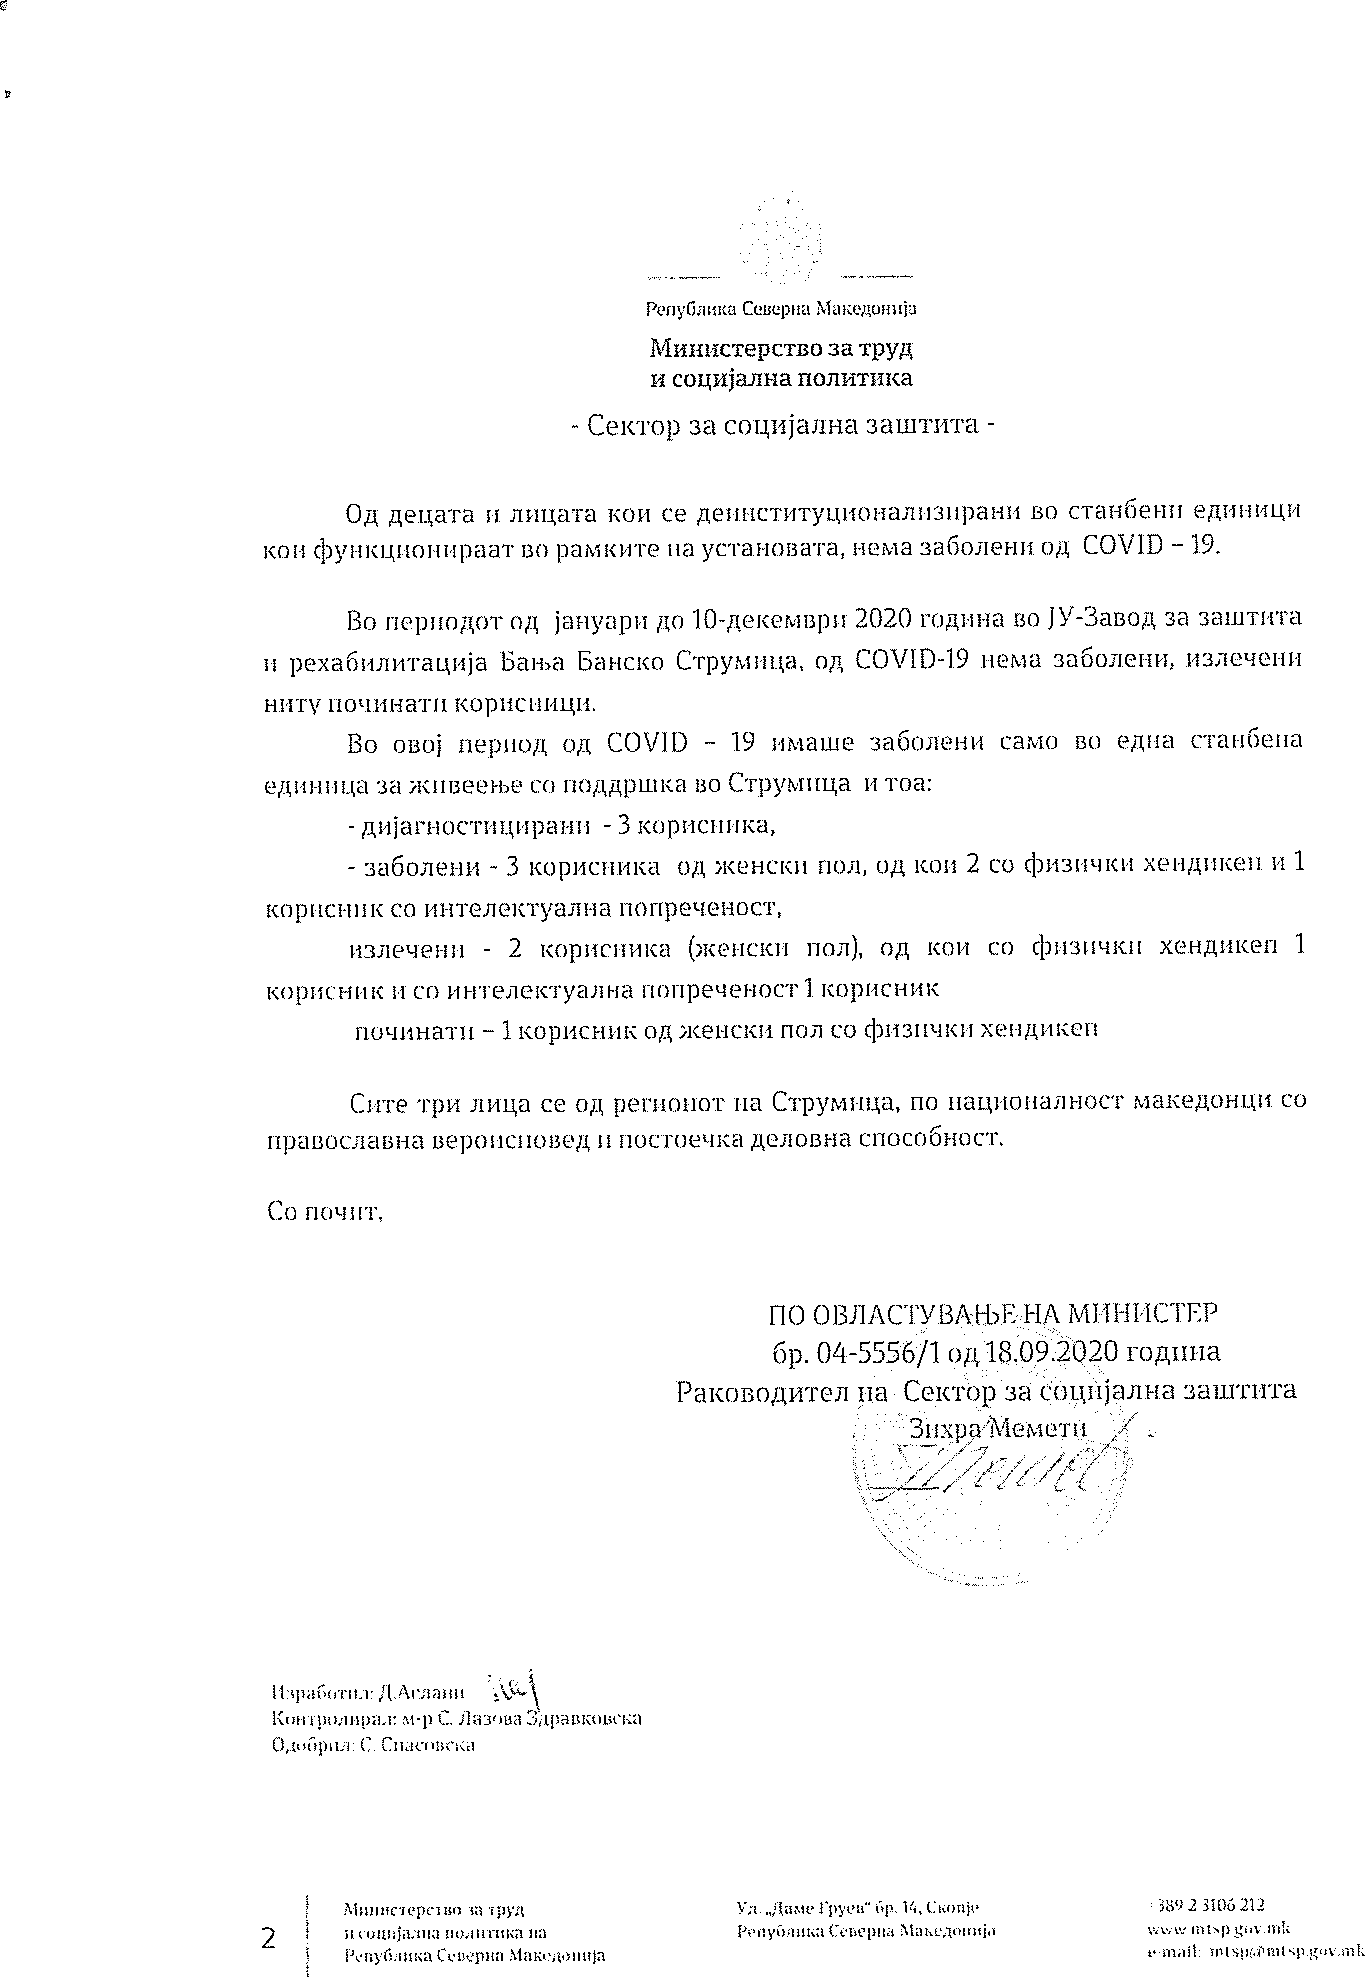 Република Северна Македонија
Министерство за труд
и социјална политика
- Сектор за социјална заштита -
Од децата и лицата кои се деинституционализирани во станбени единици
кои функционираат во рамките на установата, нема заболени од COVID – 19.
Во периодот од јануари до 10-декември 2020 година во ЈУ-Завод за заштита
и рехабилитација Бања Банско Струмица, од COVID-19 нема заболени, излечени
ниту починати корисници.
Во овој период од COVID – 19 имаше заболени само во една станбена
единица за живеење со поддршка во Струмица и тоа:
- дијагностицирани - 3 корисника,
- заболени - 3 корисника од женски пол, од кои 2 со физички хендикеп и 1
корисник со интелектуална попреченост,
излечени - 2 корисника (женски пол), од кои со физички хендикеп 1
корисник и со интелектуална попреченост 1 корисник
починати – 1 корисник од женски пол со физички хендикеп
Сите три лица се од регионот на Струмица, по националност македонци со
православна вероисповед и постоечка деловна способност.
Со почит,
ПО ОВЛАСТУВАЊЕ НА МИНИСТЕР
бр. 04-5556/1 од 18.09.2020 година
Раководител на Сектор за социјална заштита
Зихра Мемети
Изработил: Д.Аслани
Контролирал: м-р С. Лазова Здравковска
Одобрил: С. Спасовска
2
Министерство за труд
и социјална политика на
Република Северна Македонија
Ул. „Даме Груев“ бр. 14, Скопје
Република Северна Македонија
389 2 3106 212
www.mtsp.gov.mk
e-mail: mtsp@mtsp.gov.mk